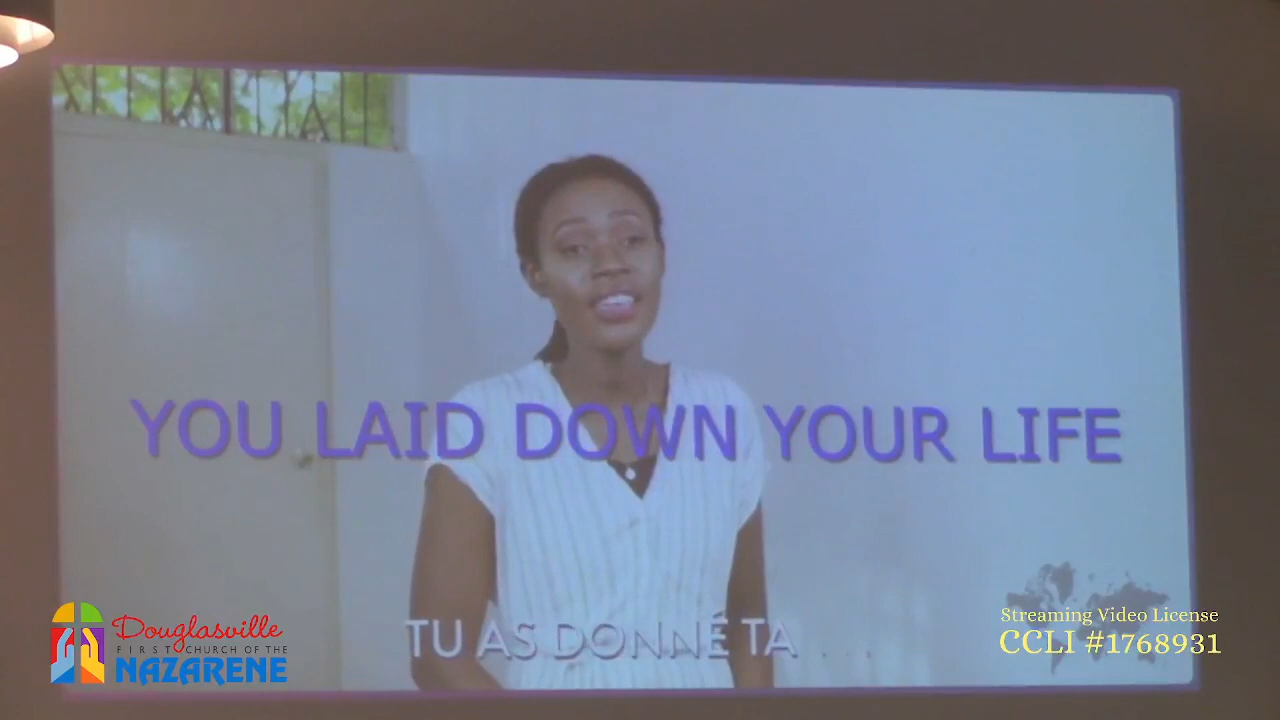 YOU LAID DOWN YOUR LIFE
TU AS DONNÉ TA . . .
Douglasville
FIRST CHURCH OF THE
NAZARENE
Streaming Video License
CCLI #1768931